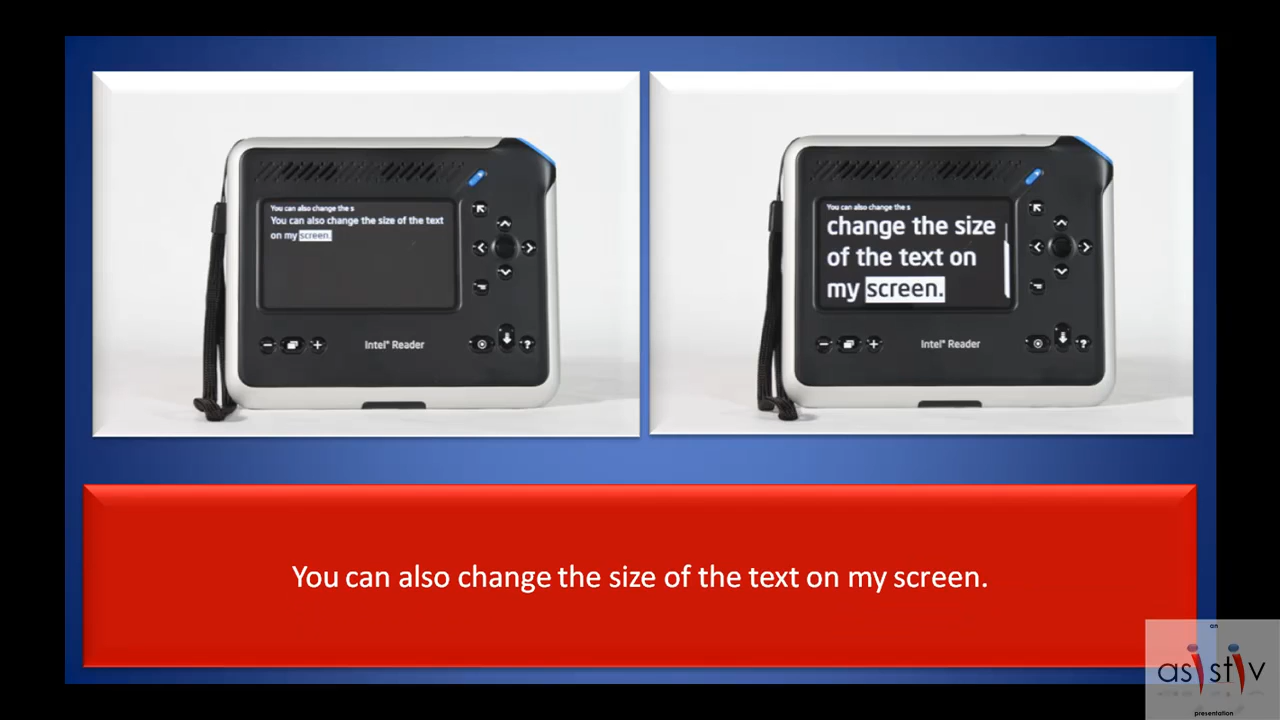 You can also change the s
You can also change the size of the text
on my screen.
Intel® Reader
You can also change the s
change the size
of the text on
my screen.
Intel® Reader
You can also change the size of the text on my screen.
an
asistiv
presentation